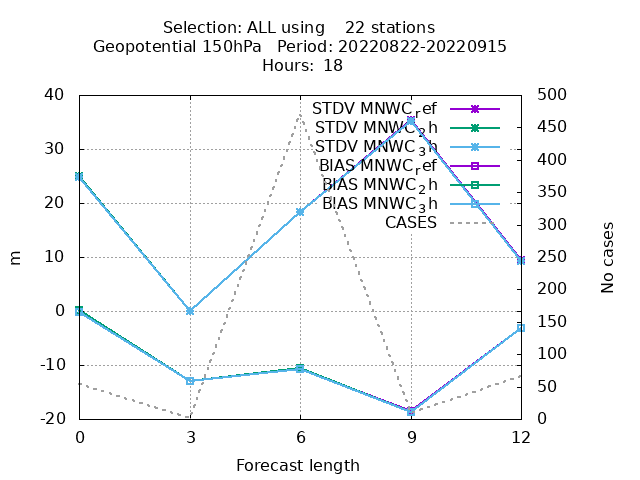 Selection: ALL using    22 stations
Geopotential 150hPa   Period: 20220822-20220915
Hours: 18
STDV MNWC_ref
STDV MNWC_2h
STDV MNWC_3h
BIAS MNWC_ref
BIAS MNWC_2h
BIAS MNWC_3h
CASES
40
30
20
10
0
-10
-20
m
500
450
400
350
300
250
200
150
100
50
0
No cases
0 3 6 9 12
Forecast length